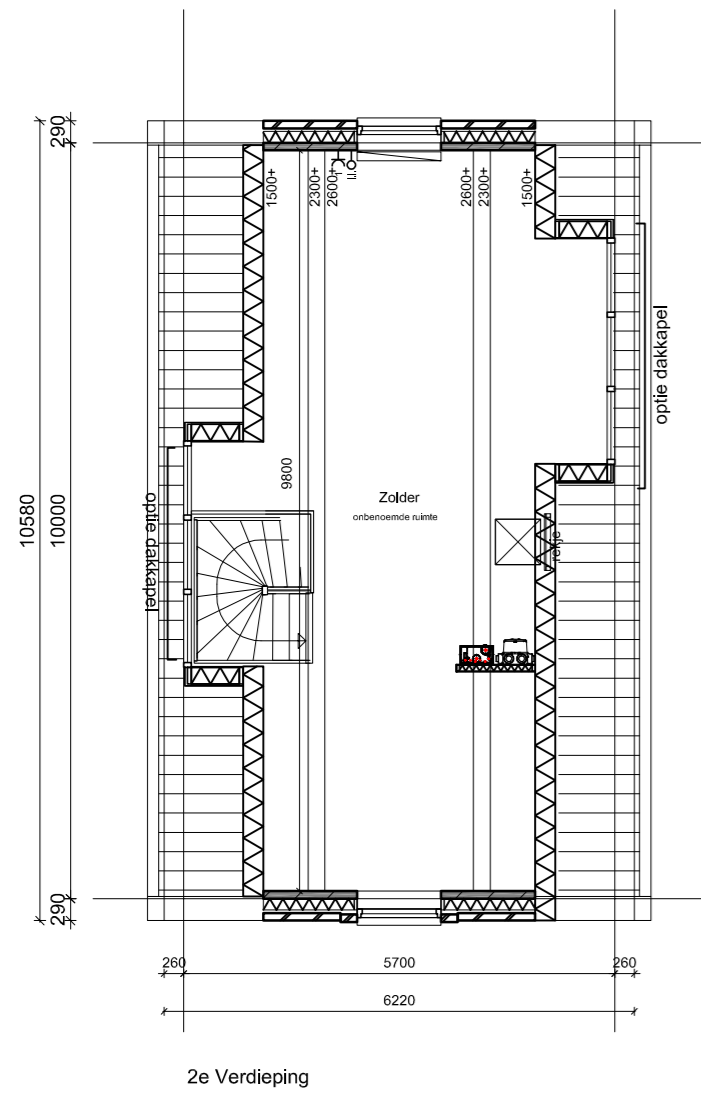 290
1500+
2300+
2600+
2600+
2300+
1500+
optie dakkapel
10580
10000
9800
Zolder
onbenoemde ruimte
optie dakkapel
rekje
290
260
5700
260
6220
2e Verdieping